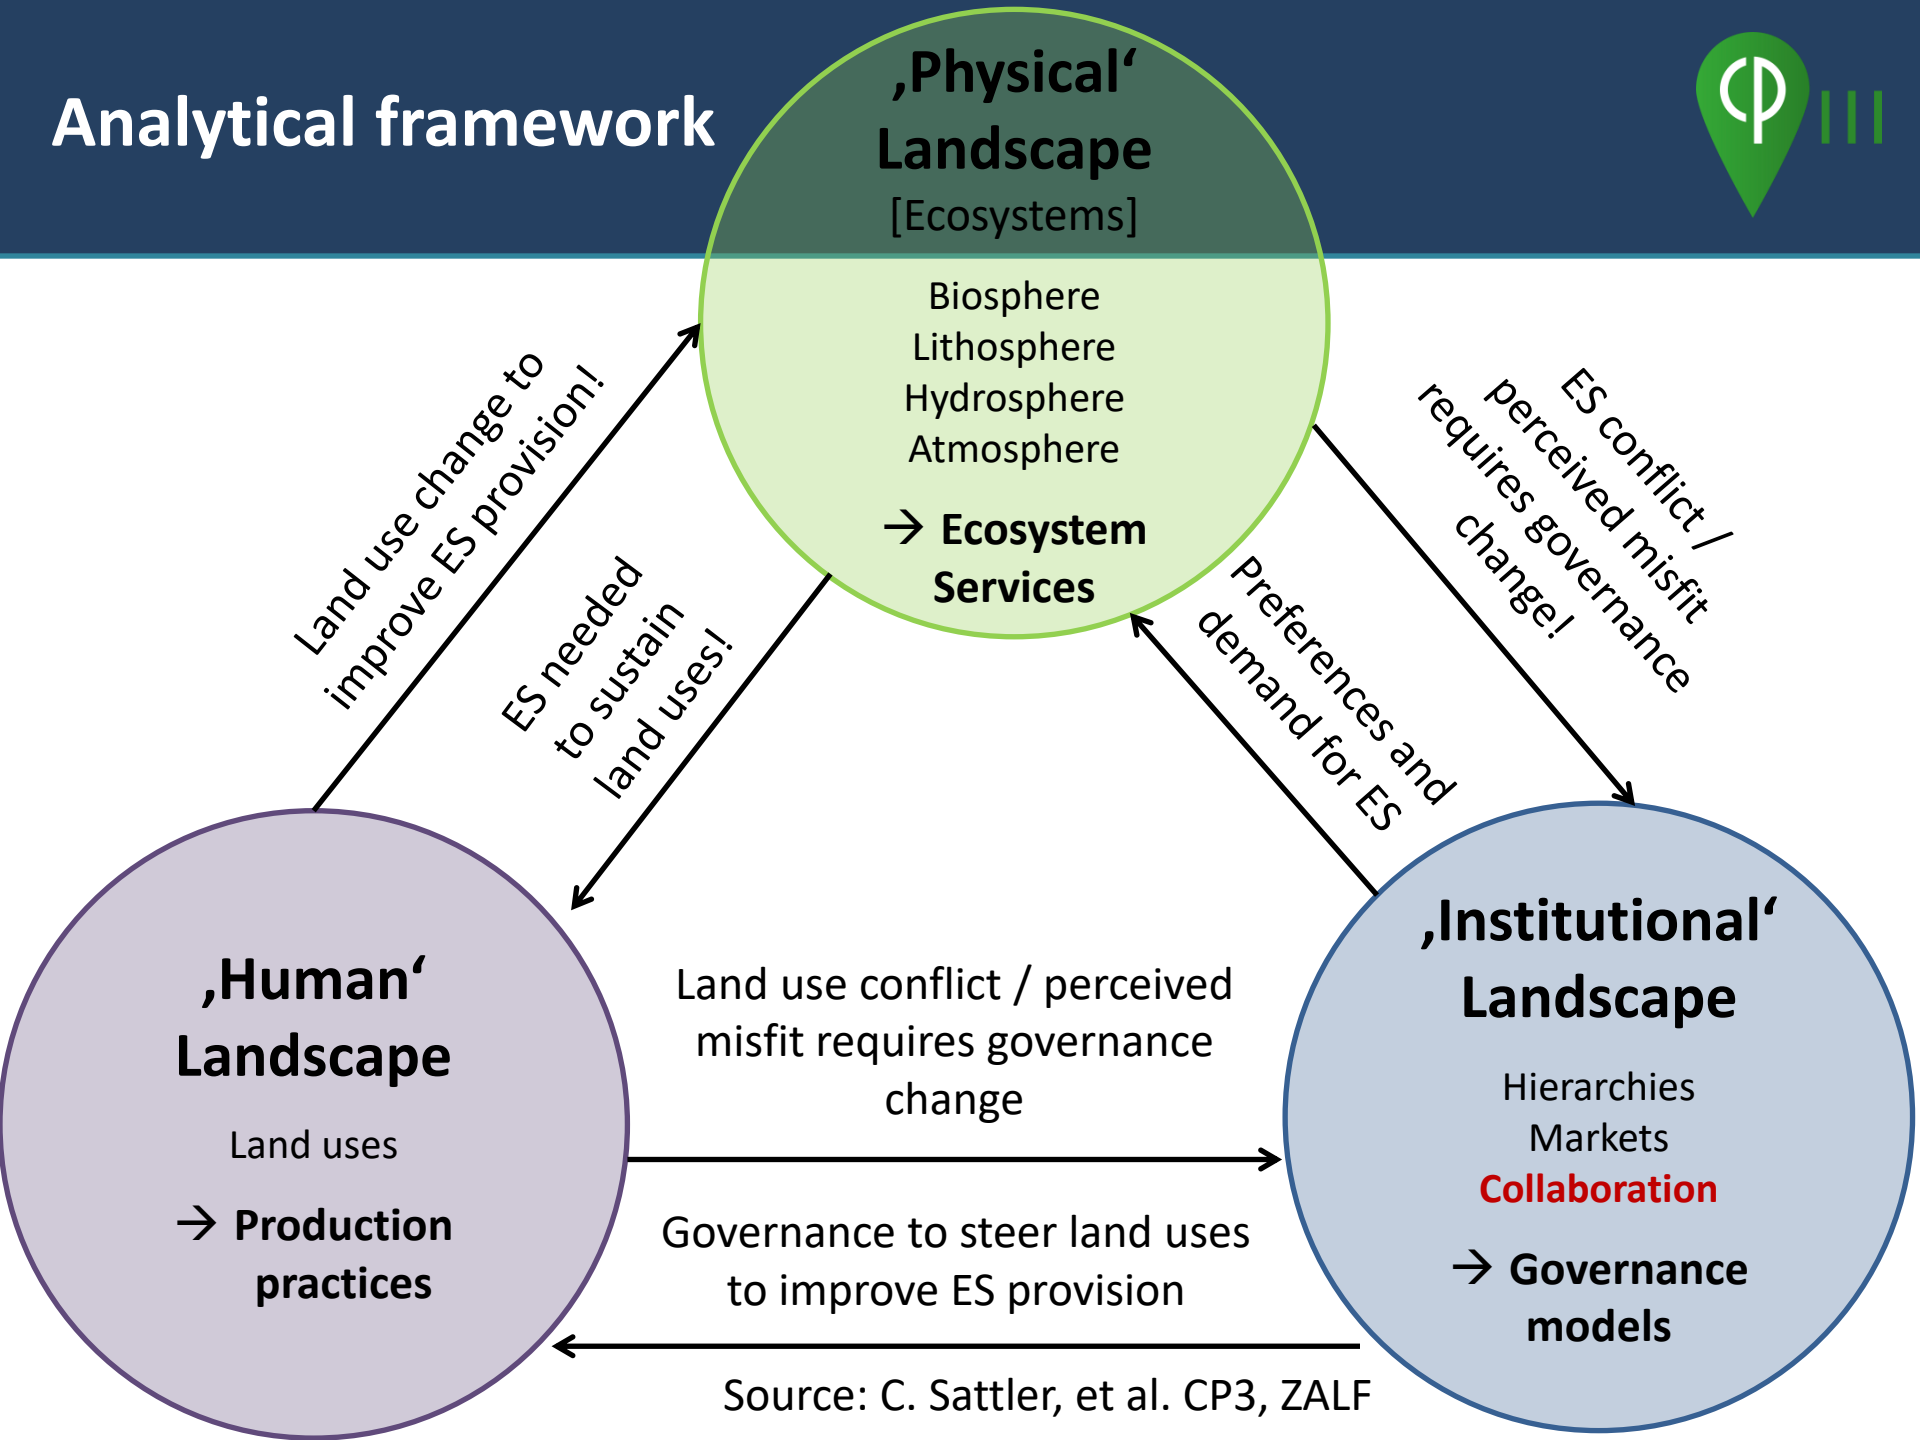 Analytical framework
‚Physical‘
Landscape
[Ecosystems]
Biosphere
Lithosphere
Hydrosphere
Atmosphere
→ Ecosystem
Services
Land use change to
improve ES provision!
ES needed
to sustain
land uses!
ES conflict /
perceived misfit
requires governance
change!
Preferences and
demand for ES
‚Human‘
Landscape
Land uses
→ Production
practices
Land use conflict / perceived
misfit requires governance
change
Governance to steer land uses
to improve ES provision
‚Institutional‘
Landscape
Hierarchies
Markets
Collaboration
→ Governance
models
Source: C. Sattler, et al. CP3, ZALF